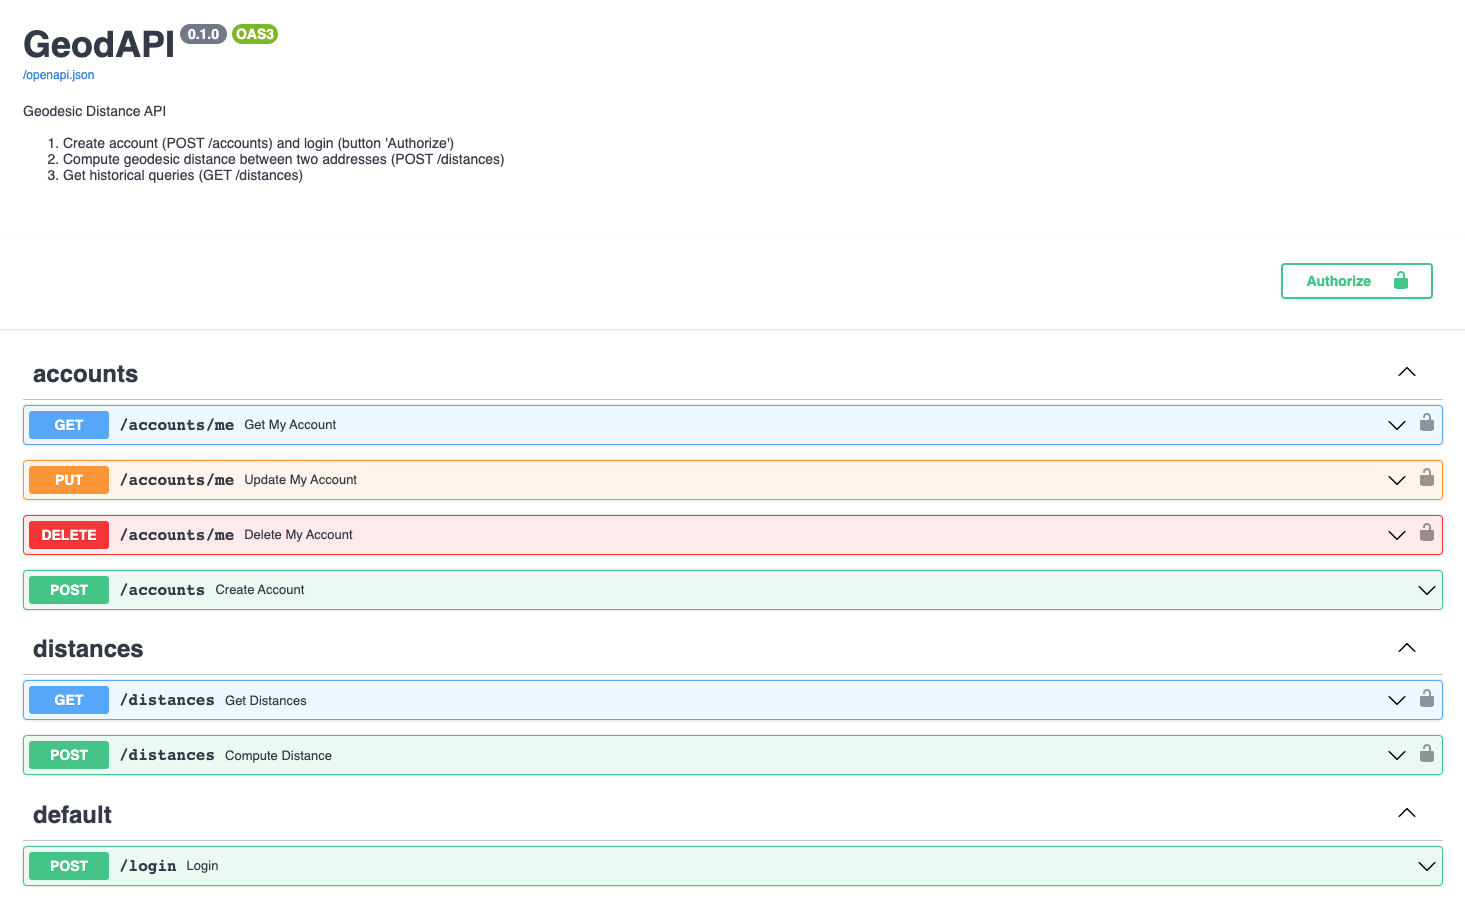 GeodAPI 0.1.0 OAS3
/openapi.json
Geodesic Distance API
1. Create account (POST /accounts) and login (button 'Authorize')
2. Compute geodesic distance between two addresses (POST /distances)
3. Get historical queries (GET /distances)
Authorize
accounts
GET /accounts/me Get My Account
PUT /accounts/me Update My Account
DELETE /accounts/me Delete My Account
POST /accounts Create Account
distances
GET /distances Get Distances
POST /distances Compute Distance
default
POST /login Login